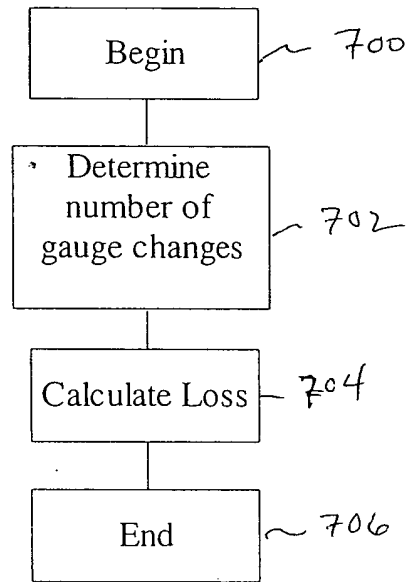 Begin 700
Determine
number of
gauge changes 702
Calculate Loss 704
End 706